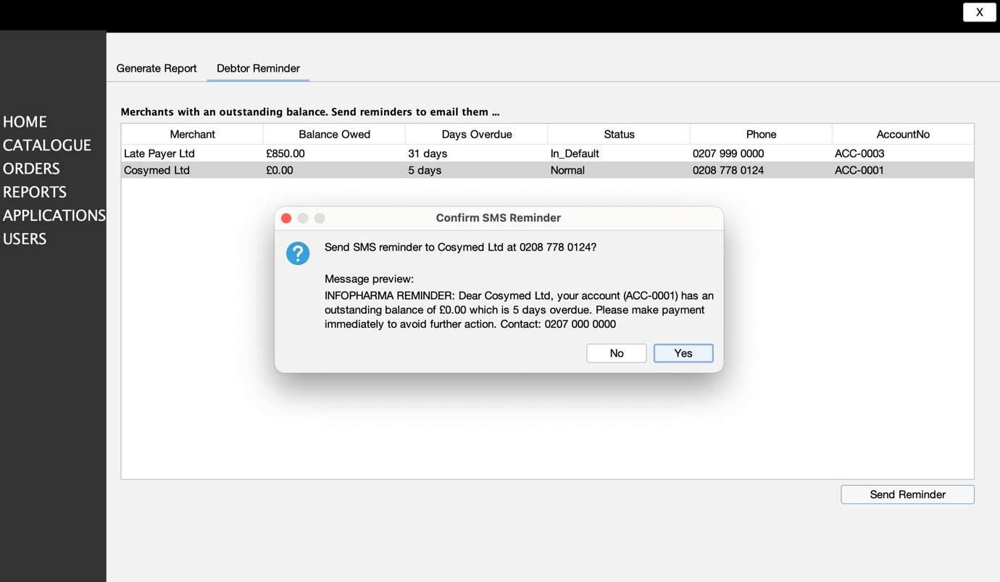 X
Generate Report Debtor Reminder
HOME
CATALOGUE
ORDERS
REPORTS
APPLICATIONS
USERS
Merchants with an outstanding balance. Send reminders to email them ...
Merchant Balance Owed Days Overdue Status Phone AccountNo
Late Payer Ltd £850.00 31 days In_Default 0207 999 0000 ACC-0003
Cosymed Ltd £0.00 5 days Normal 0208 778 0124 ACC-0001
Confirm SMS Reminder
?
Send SMS reminder to Cosymed Ltd at 0208 778 0124?
Message preview:
INFOPHARMA REMINDER: Dear Cosymed Ltd, your account (ACC-0001) has an
outstanding balance of £0.00 which is 5 days overdue. Please make payment
immediately to avoid further action. Contact: 0207 000 0000
No Yes
Send Reminder